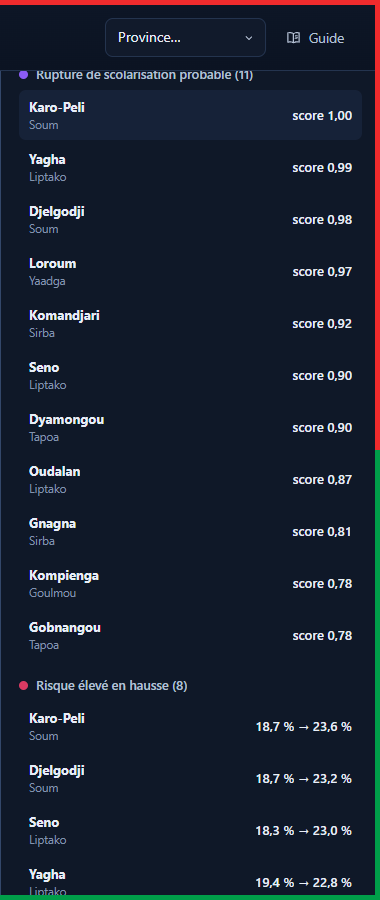 Province...
Guide
Rupture de scolarisation probable (11)
Karo-Peli
Soum
score 1,00
Yagha
Liptako
score 0,99
Djelgodji
Soum
score 0,98
Loroum
Yaadga
score 0,97
Komandjari
Sirba
score 0,92
Seno
Liptako
score 0,90
Dyamongou
Tapoa
score 0,90
Oudalan
Liptako
score 0,87
Gnagna
Sirba
score 0,81
Kompienga
Goulmou
score 0,78
Gobnangou
Tapoa
score 0,78
Risque élevé en hausse (8)
Karo-Peli
Soum
18,7 % → 23,6 %
Djelgodji
Soum
18,7 % → 23,2 %
Seno
Liptako
18,3 % → 23,0 %
Yagha
Liptako
19,4 % → 22,8 %